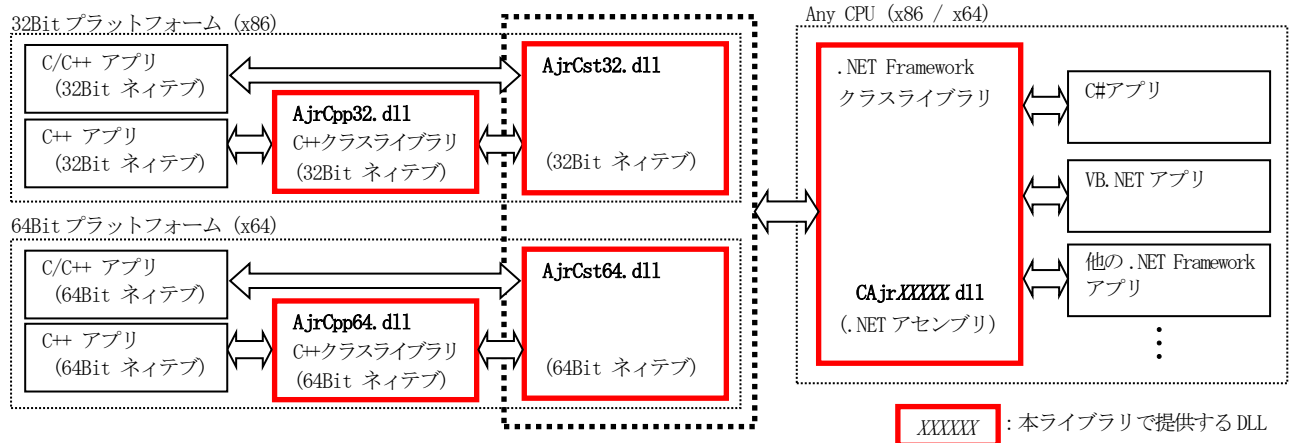 32Bit プラットフォーム (x86)
C/C++ アプリ
(32Bit ネィテブ)
C++ アプリ
(32Bit ネィテブ)
AjrCpp32.dll
C++クラスライブラリ
(32Bit ネィテブ)
AjrCst32.dll
(32Bit ネィテブ)
64Bit プラットフォーム (x64)
C/C++ アプリ
(64Bit ネィテブ)
C++ アプリ
(64Bit ネィテブ)
AjrCpp64.dll
C++クラスライブラリ
(64Bit ネィテブ)
AjrCst64.dll
(64Bit ネィテブ)
Any CPU (x86 / x64)
.NET Framework
クラスライブラリ
CAjrXXXXX.dll
(.NET アセンブリ)
C#アプリ
VB.NET アプリ
他の.NET Framework
アプリ
XXXXXX : 本ライブラリで提供する DLL